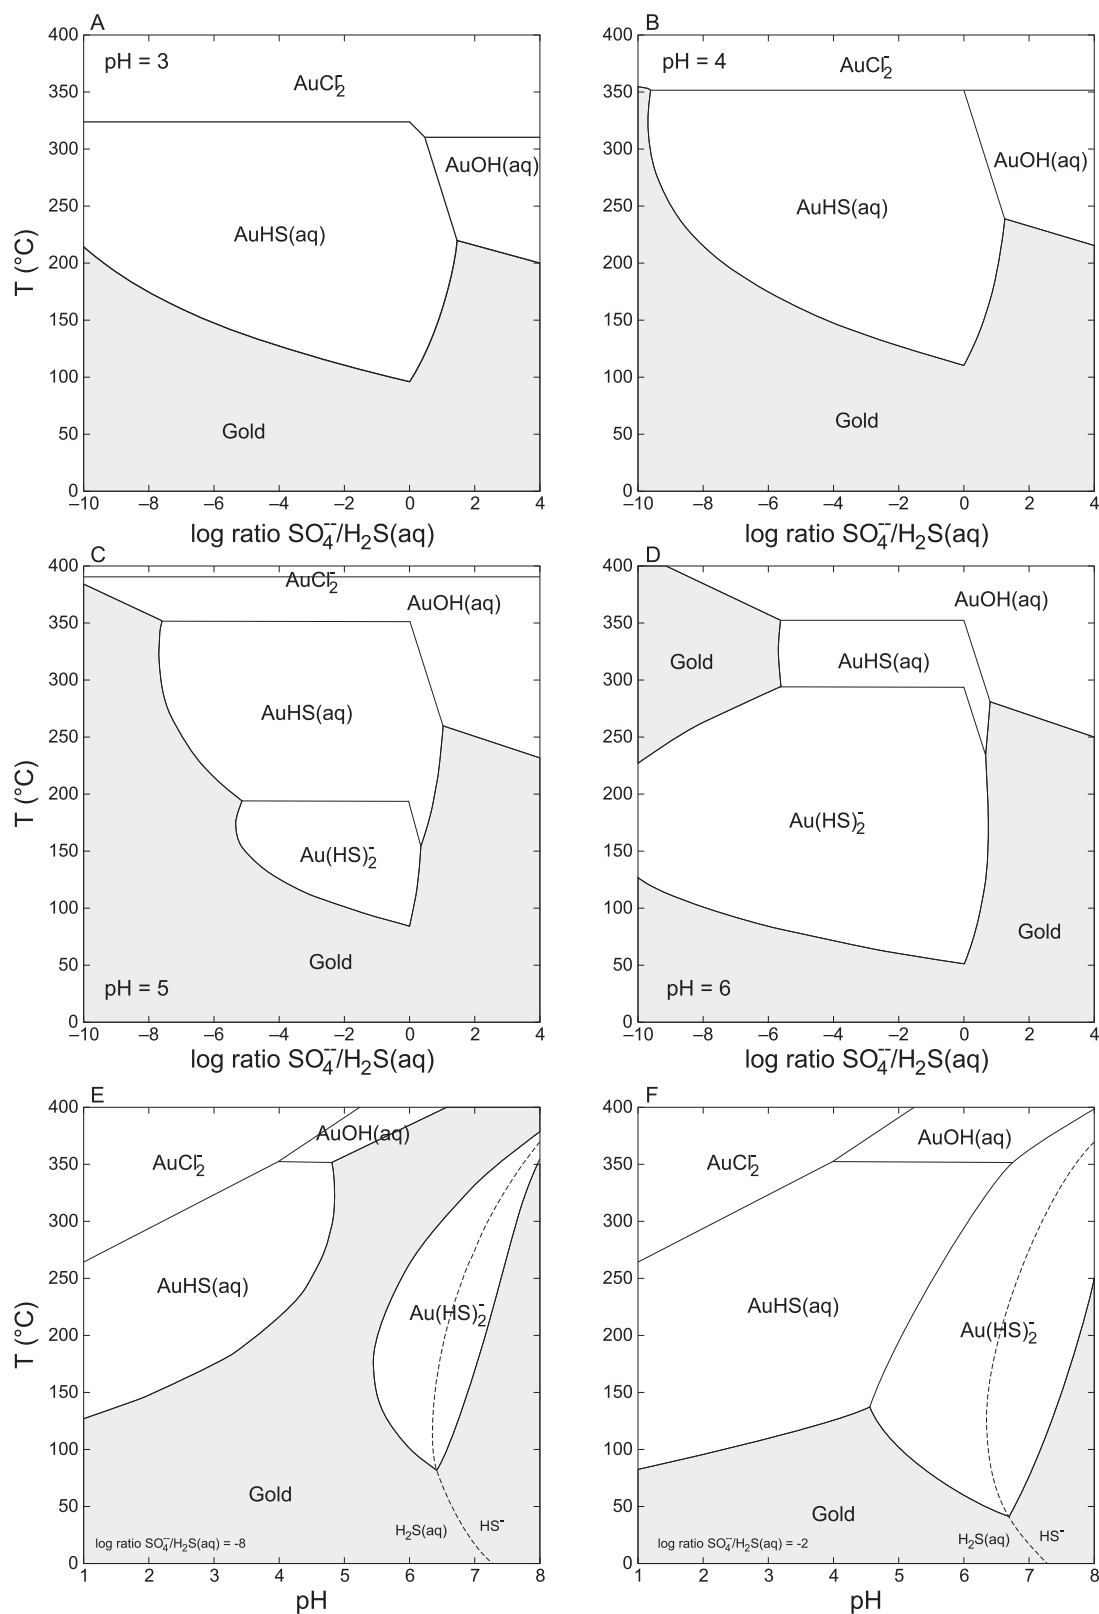 A
pH = 3
400
350
300
250
200
150
100
50
0
T (°C)
AuCl₂⁻
AuOH(aq)
AuHS(aq)
Gold
–10 –8 –6 –4 –2 0 2 4
log ratio SO₄⁻⁻/H₂S(aq)
B
pH = 4
400
350
300
250
200
150
100
50
0
AuCl₂⁻
AuOH(aq)
AuHS(aq)
Gold
–10 –8 –6 –4 –2 0 2 4
log ratio SO₄⁻⁻/H₂S(aq)
C
400
350
300
250
200
150
100
50
0
T (°C)
AuCl₂⁻
AuOH(aq)
AuHS(aq)
Au(HS)₂⁻
Gold
pH = 5
–10 –8 –6 –4 –2 0 2 4
log ratio SO₄⁻⁻/H₂S(aq)
D
400
350
300
250
200
150
100
50
0
AuOH(aq)
Gold
AuHS(aq)
Au(HS)₂⁻
Gold
pH = 6
–10 –8 –6 –4 –2 0 2 4
log ratio SO₄⁻⁻/H₂S(aq)
E
400
350
300
250
200
150
100
50
0
T (°C)
AuOH(aq)
AuCl₂⁻
AuHS(aq)
Au(HS)₂⁻
Gold
H₂S(aq)
HS⁻
log ratio SO₄⁻⁻/H₂S(aq) = -8
1 2 3 4 5 6 7 8
pH
F
400
350
300
250
200
150
100
50
0
AuOH(aq)
AuCl₂⁻
AuHS(aq)
Au(HS)₂⁻
Gold
H₂S(aq)
HS⁻
log ratio SO₄⁻⁻/H₂S(aq) = -2
1 2 3 4 5 6 7 8
pH